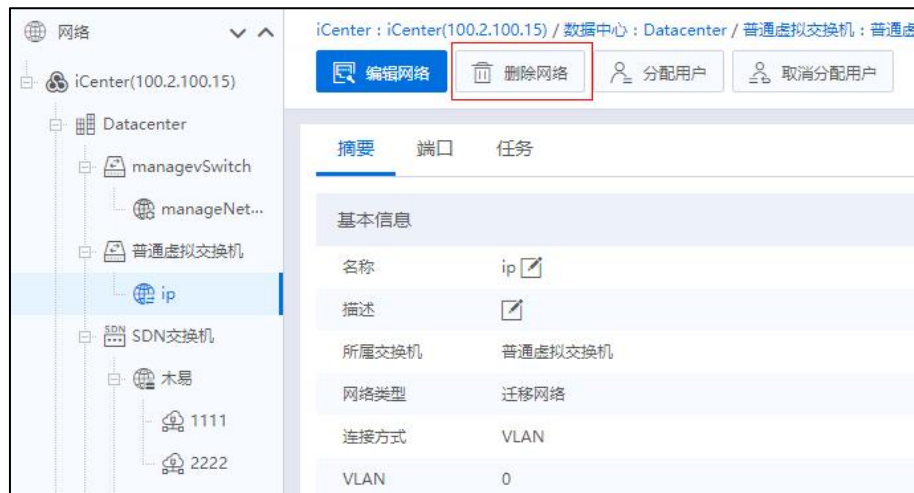 网络
iCenter(100.2.100.15)
Datacenter
managevSwitch
manageNet...
普通虚拟交换机
ip
SDN交换机
木易
1111
2222
iCenter：iCenter(100.2.100.15) / 数据中心：Datacenter / 普通虚拟交换机：普通虚
编辑网络 删除网络 分配用户 取消分配用户
摘要 端口 任务
基本信息
名称 ip
描述
所属交换机 普通虚拟交换机
网络类型 迁移网络
连接方式 VLAN
VLAN 0